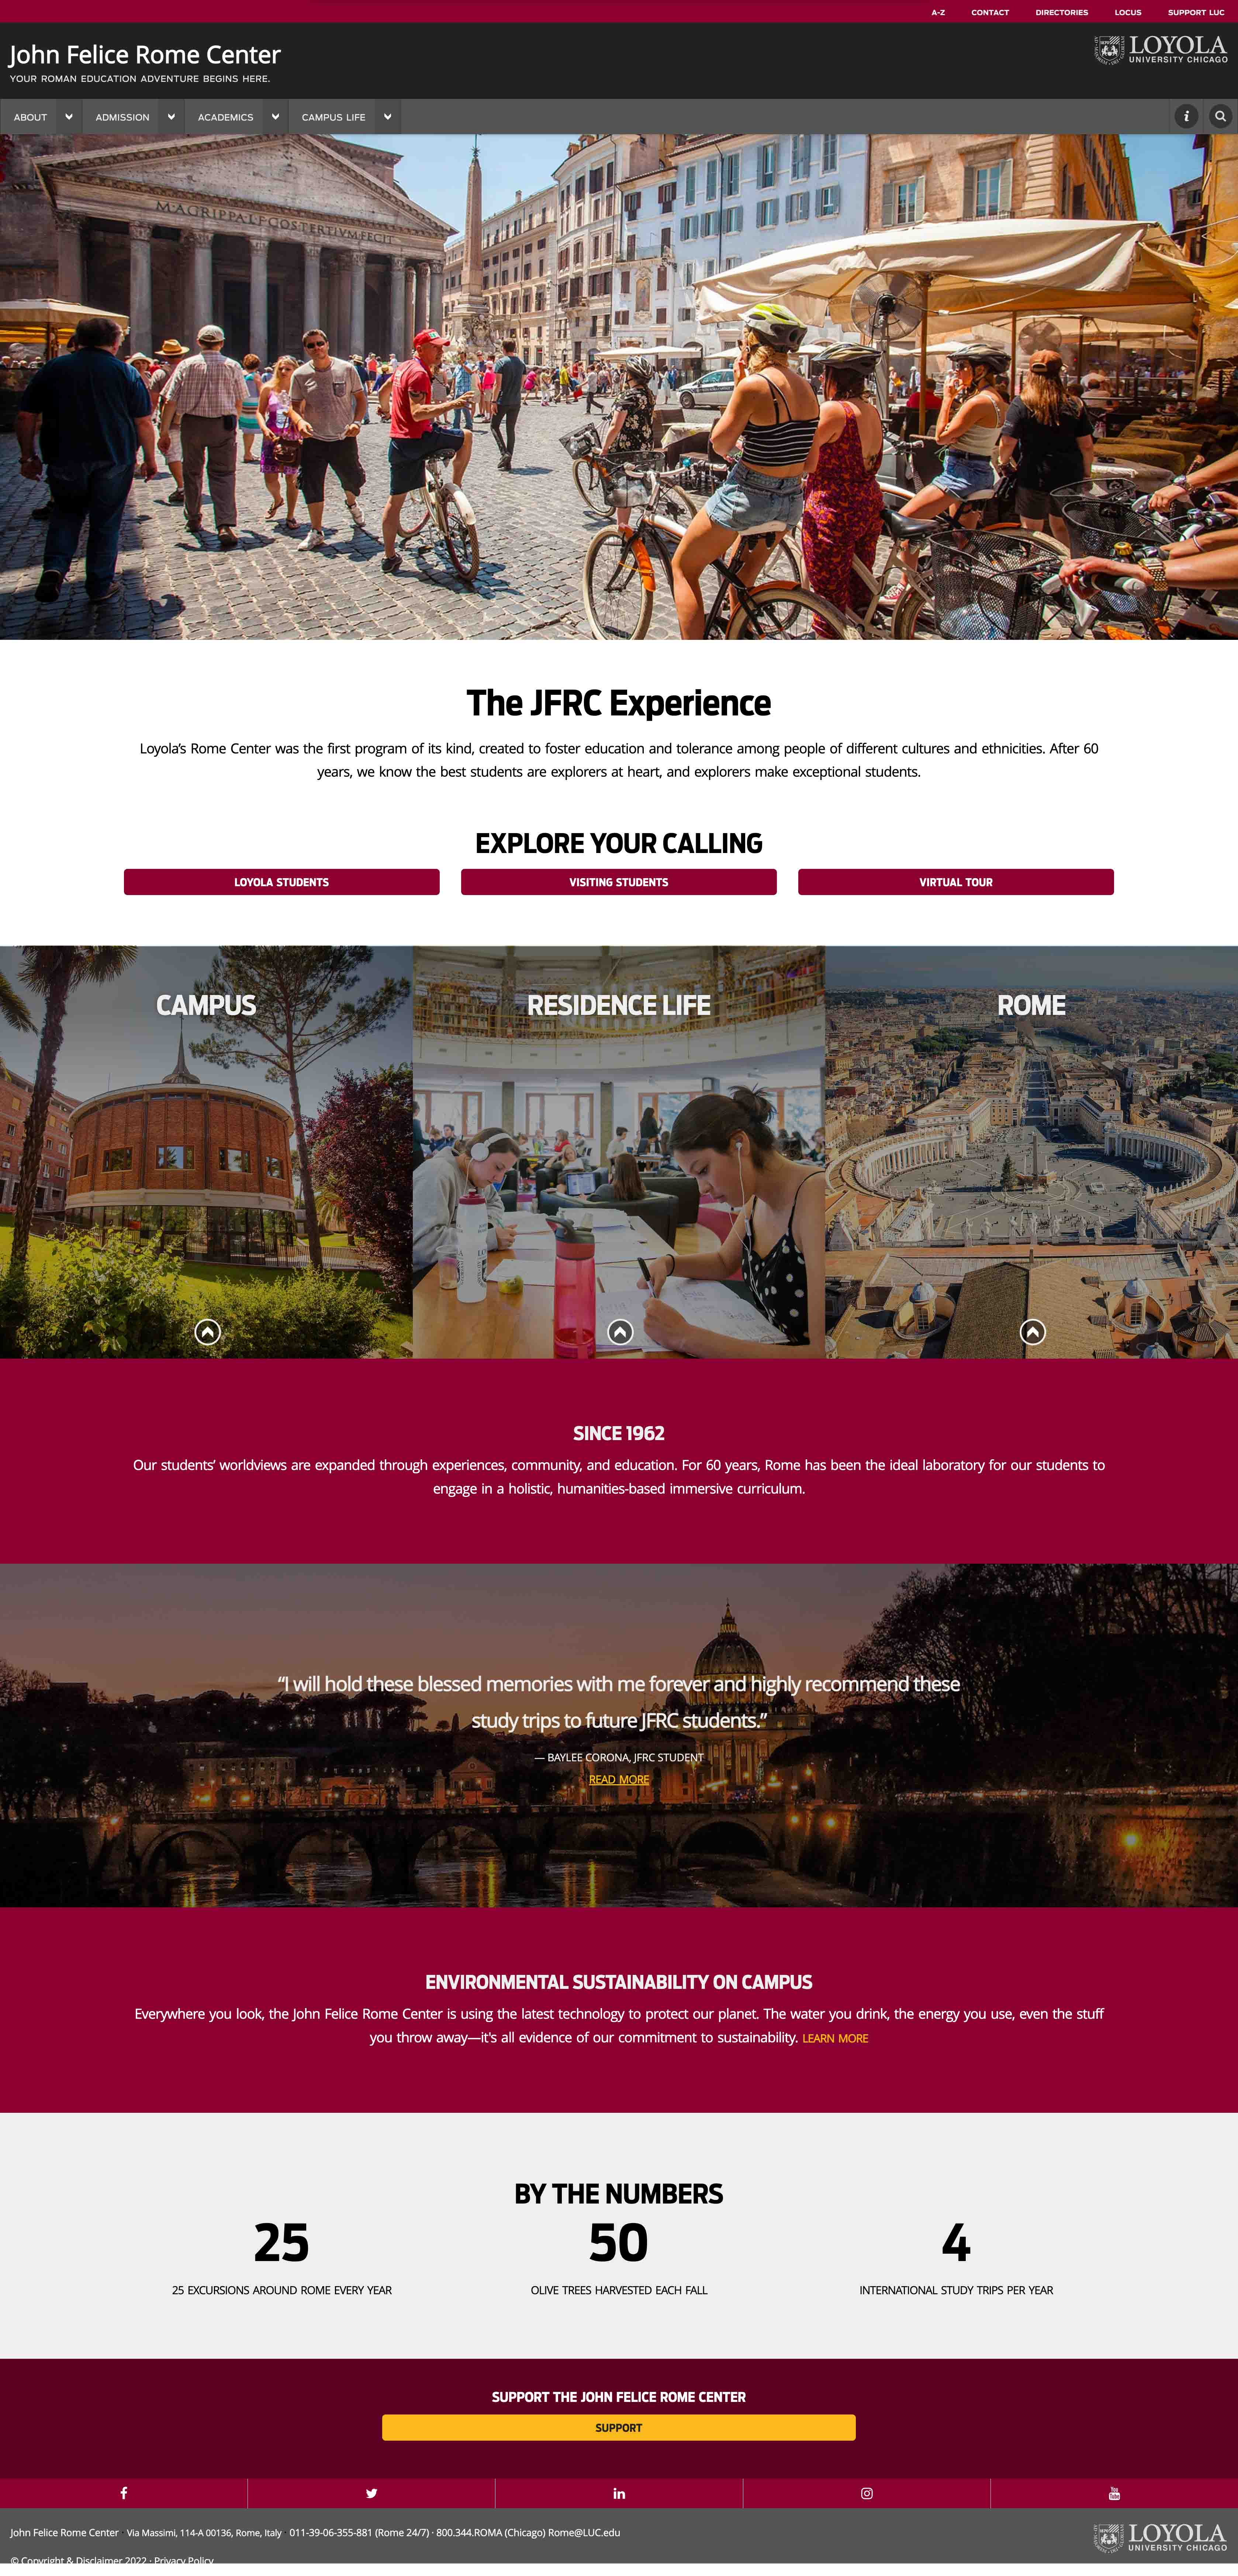 A-Z CONTACT DIRECTORIES LOCUS SUPPORT LUC
John Felice Rome Center
YOUR ROMAN EDUCATION ADVENTURE BEGINS HERE.
LOYOLA
UNIVERSITY CHICAGO
ABOUT ADMISSION ACADEMICS CAMPUS LIFE
M·AGRIPPA·L·F·COS·TERTIVM·FECIT
The JFRC Experience
Loyola’s Rome Center was the first program of its kind, created to foster education and tolerance among people of different cultures and ethnicities. After 60
years, we know the best students are explorers at heart, and explorers make exceptional students.
EXPLORE YOUR CALLING
LOYOLA STUDENTS VISITING STUDENTS VIRTUAL TOUR
CAMPUS RESIDENCE LIFE ROME
SINCE 1962
Our students’ worldviews are expanded through experiences, community, and education. For 60 years, Rome has been the ideal laboratory for our students to
engage in a holistic, humanities-based immersive curriculum.
“I will hold these blessed memories with me forever and highly recommend these
study trips to future JFRC students.”
— BAYLEE CORONA, JFRC STUDENT
READ MORE
ENVIRONMENTAL SUSTAINABILITY ON CAMPUS
Everywhere you look, the John Felice Rome Center is using the latest technology to protect our planet. The water you drink, the energy you use, even the stuff
you throw away—it's all evidence of our commitment to sustainability. LEARN MORE
BY THE NUMBERS
25 50 4
25 EXCURSIONS AROUND ROME EVERY YEAR OLIVE TREES HARVESTED EACH FALL INTERNATIONAL STUDY TRIPS PER YEAR
SUPPORT THE JOHN FELICE ROME CENTER
SUPPORT
John Felice Rome Center · Via Massimi, 114-A 00136, Rome, Italy · 011-39-06-355-881 (Rome 24/7) · 800.344.ROMA (Chicago) Rome@LUC.edu
LOYOLA
UNIVERSITY CHICAGO
© Copyright & Disclaimer 2022 · Privacy Policy